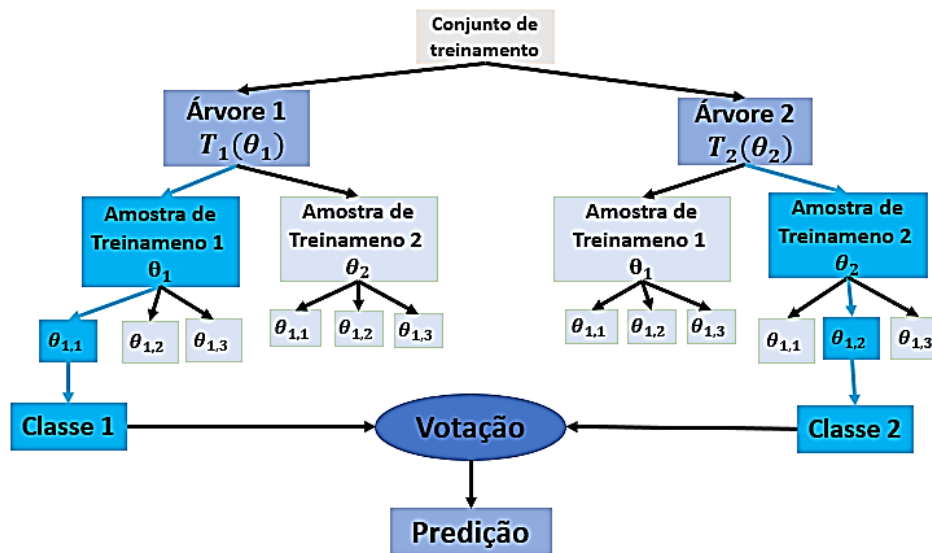 Conjunto de
treinamento
Árvore 1
T₁(θ₁)
Árvore 2
T₂(θ₂)
Amostra de
Treinameno 1
θ₁
Amostra de
Treinameno 2
θ₂
Amostra de
Treinameno 1
θ₁
Amostra de
Treinameno 2
θ₂
θ₁,₁
θ₁,₂
θ₁,₃
θ₁,₁
θ₁,₂
θ₁,₃
θ₁,₁
θ₁,₂
θ₁,₃
θ₁,₁
θ₁,₂
θ₁,₃
Classe 1
Votação
Classe 2
Predição